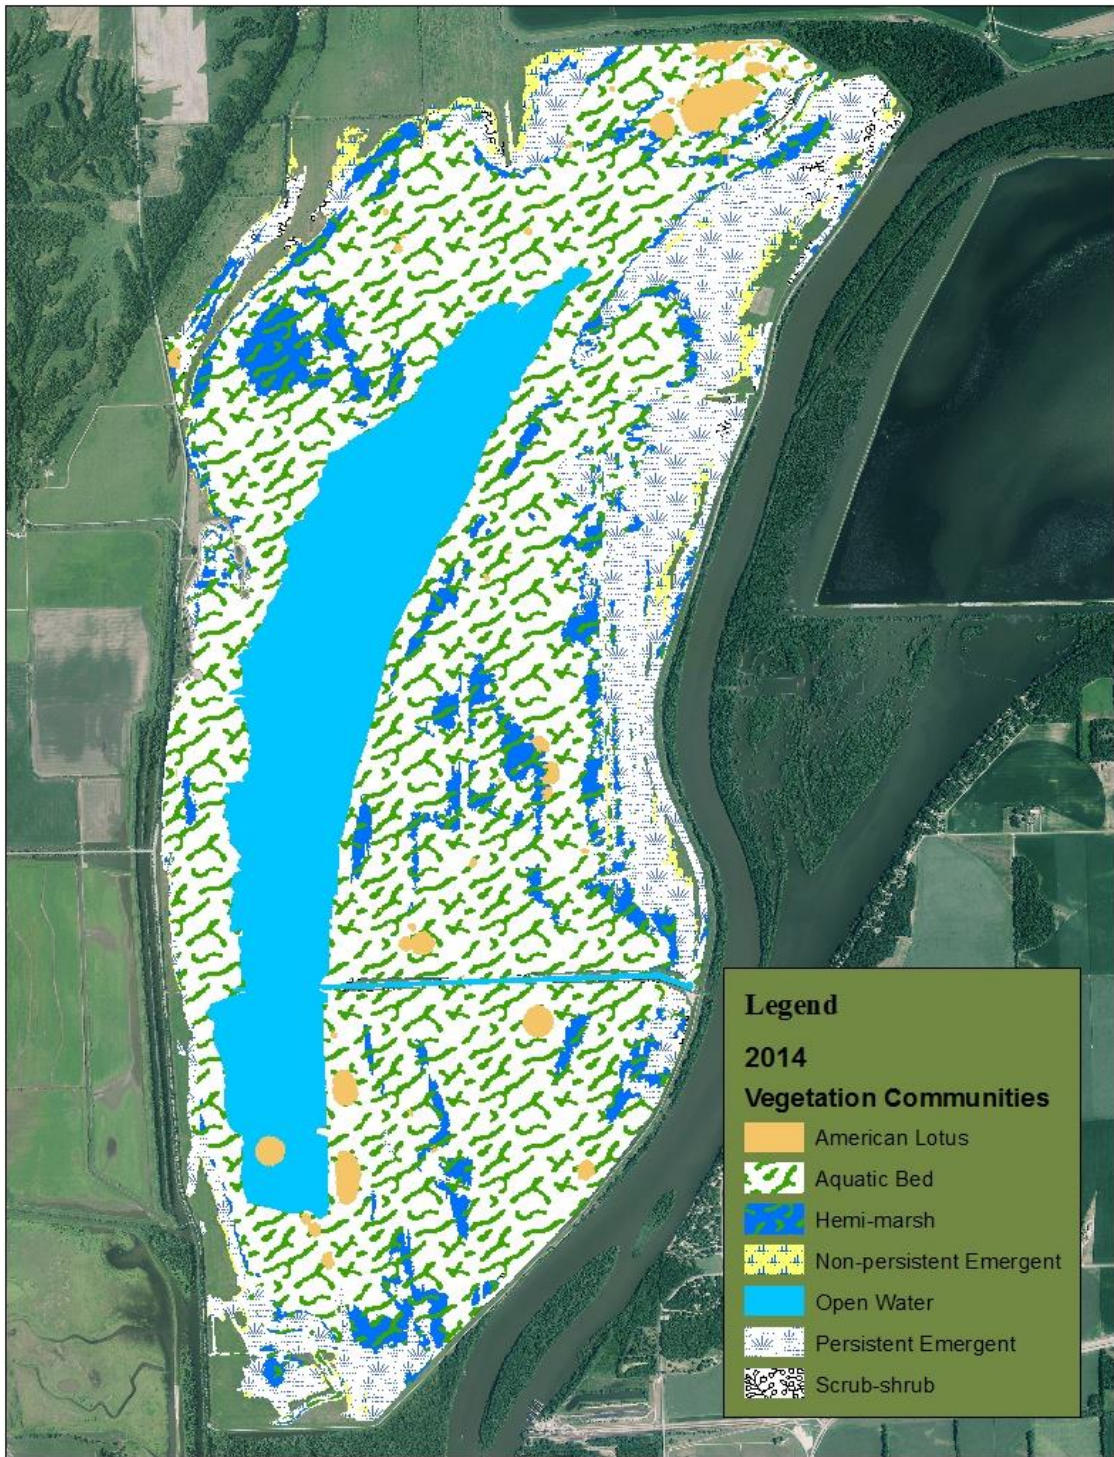 Legend
2014
Vegetation Communities
American Lotus
Aquatic Bed
Hemi-marsh
Non-persistent Emergent
Open Water
Persistent Emergent
Scrub-shrub